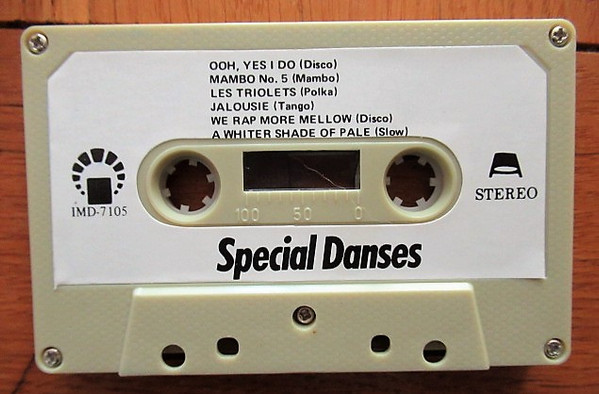 OOH, YES I DO (Disco)
MAMBO No. 5 (Mambo)
LES TRIOLETS (Polka)
JALOUSIE (Tango)
WE RAP MORE MELLOW (Disco)
A WHITER SHADE OF PALE (Slow)
IMD-7105
STEREO
100 50 0
Special Danses